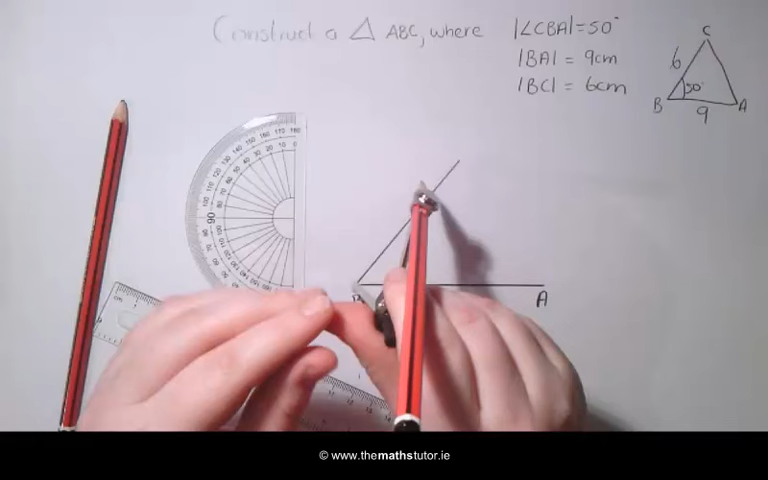 Construct a △ ABC, where |∠CBA| = 50°
|BA| = 9cm
|BC| = 6cm
C
6
50°
B
9
A
A
© www.themathstutor.ie